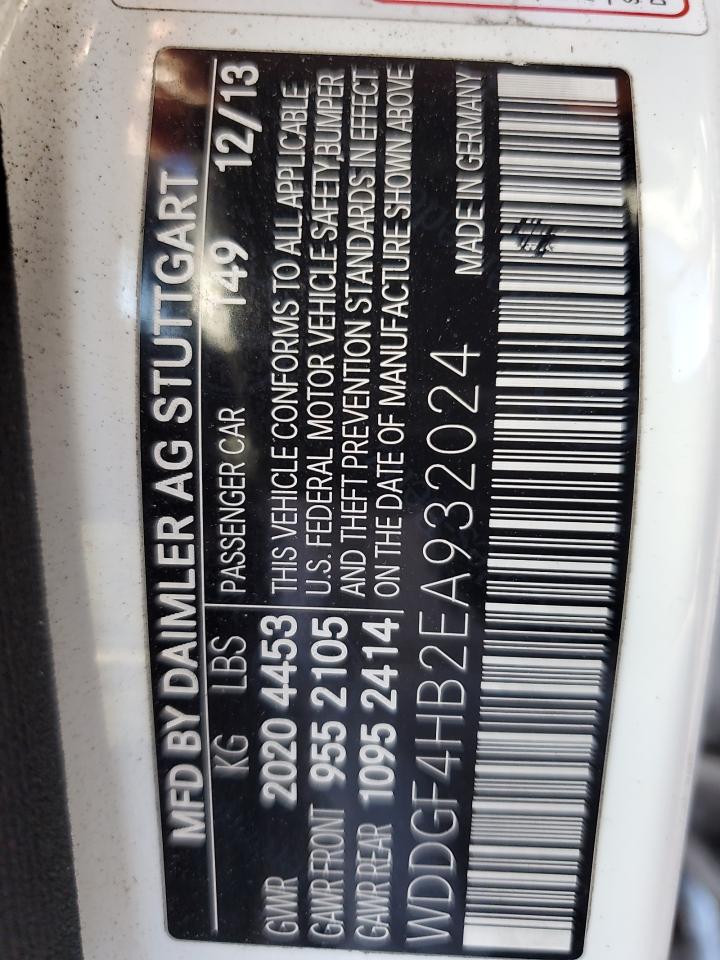 MFD BY DAIMLER AG STUTTGART
KG LBS PASSENGER CAR 149 12/13
GWR 2020 4453 THIS VEHICLE CONFORMS TO ALL APPLICABLE
GAWR FRONT 955 2105 U.S. FEDERAL MOTOR VEHICLE SAFETY,BUMPER
AND THEFT PREVENTION STANDARDS IN EFFECT
GAWR REAR 1095 2414 ON THE DATE OF MANUFACTURE SHOWN ABOVE
WDDGF4HB2EA932024 MADE IN GERMANY